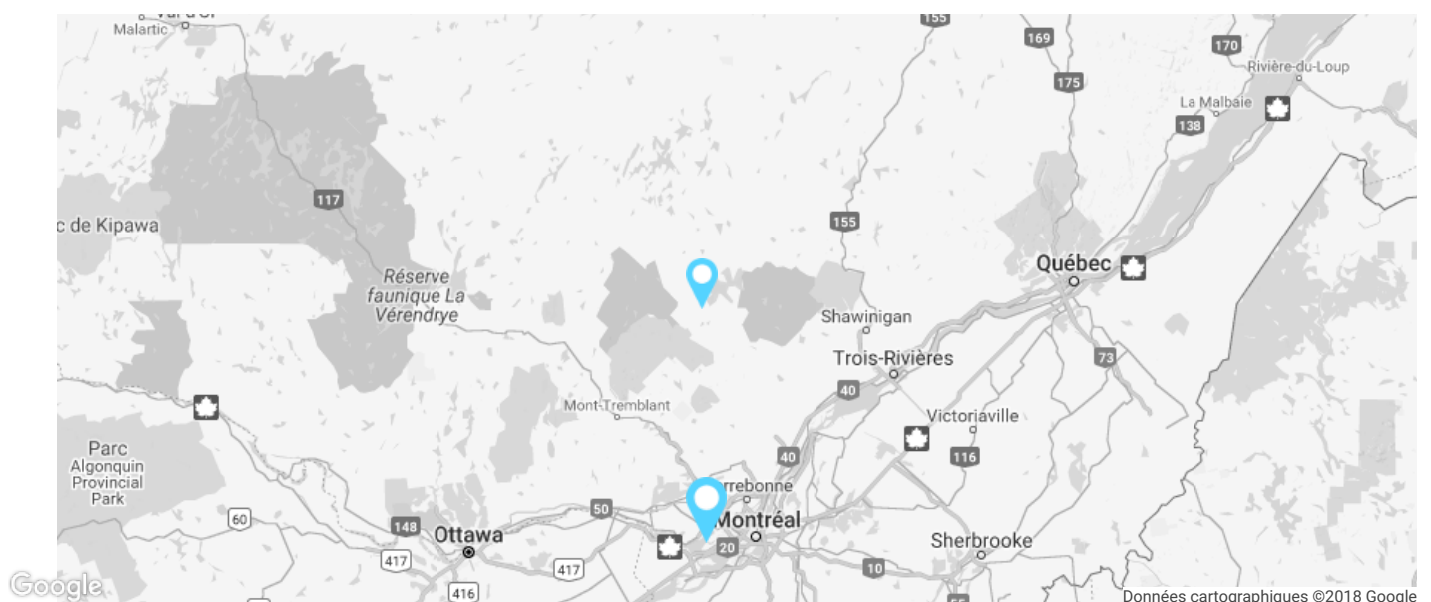 Malartic
155
169
170
Rivière-du-Loup
175
La Malbaie
138
117
155
c de Kipawa
Québec
Réserve
faunique La
Vérendrye
Shawinigan
Trois-Rivières
73
40
Mont-Tremblant
Victoriaville
Parc
Algonquin
Provincial
Park
40
116
rrebonne
50
60
148
Ottawa
Montréal
20
Sherbrooke
417
417
10
416
55
Google
Données cartographiques ©2018 Google